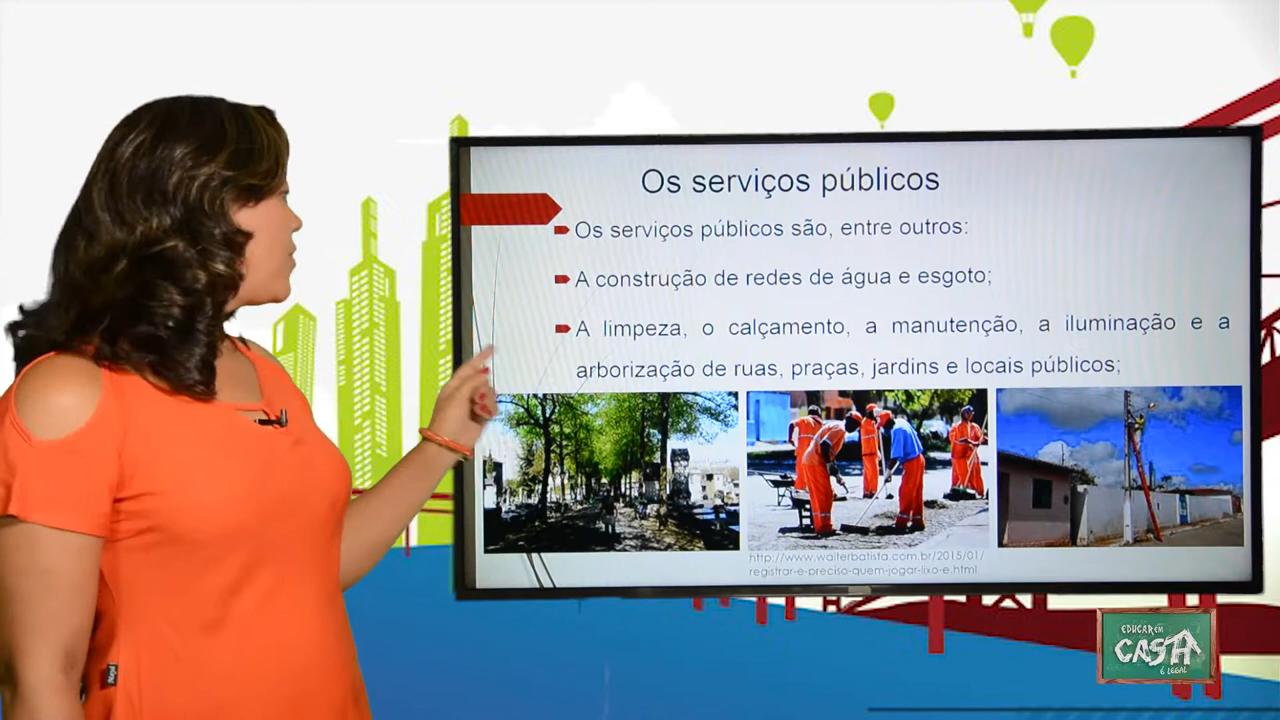 Os serviços públicos
Os serviços públicos são, entre outros:
A construção de redes de água e esgoto;
A limpeza, o calçamento, a manutenção, a iluminação e a
arborização de ruas, praças, jardins e locais públicos;
http://www.walterbatista.com.br/2015/01/
registrar-e-preciso-quem-jogar-lixo-e.html
EDUCAR EM
CASA
É LEGAL